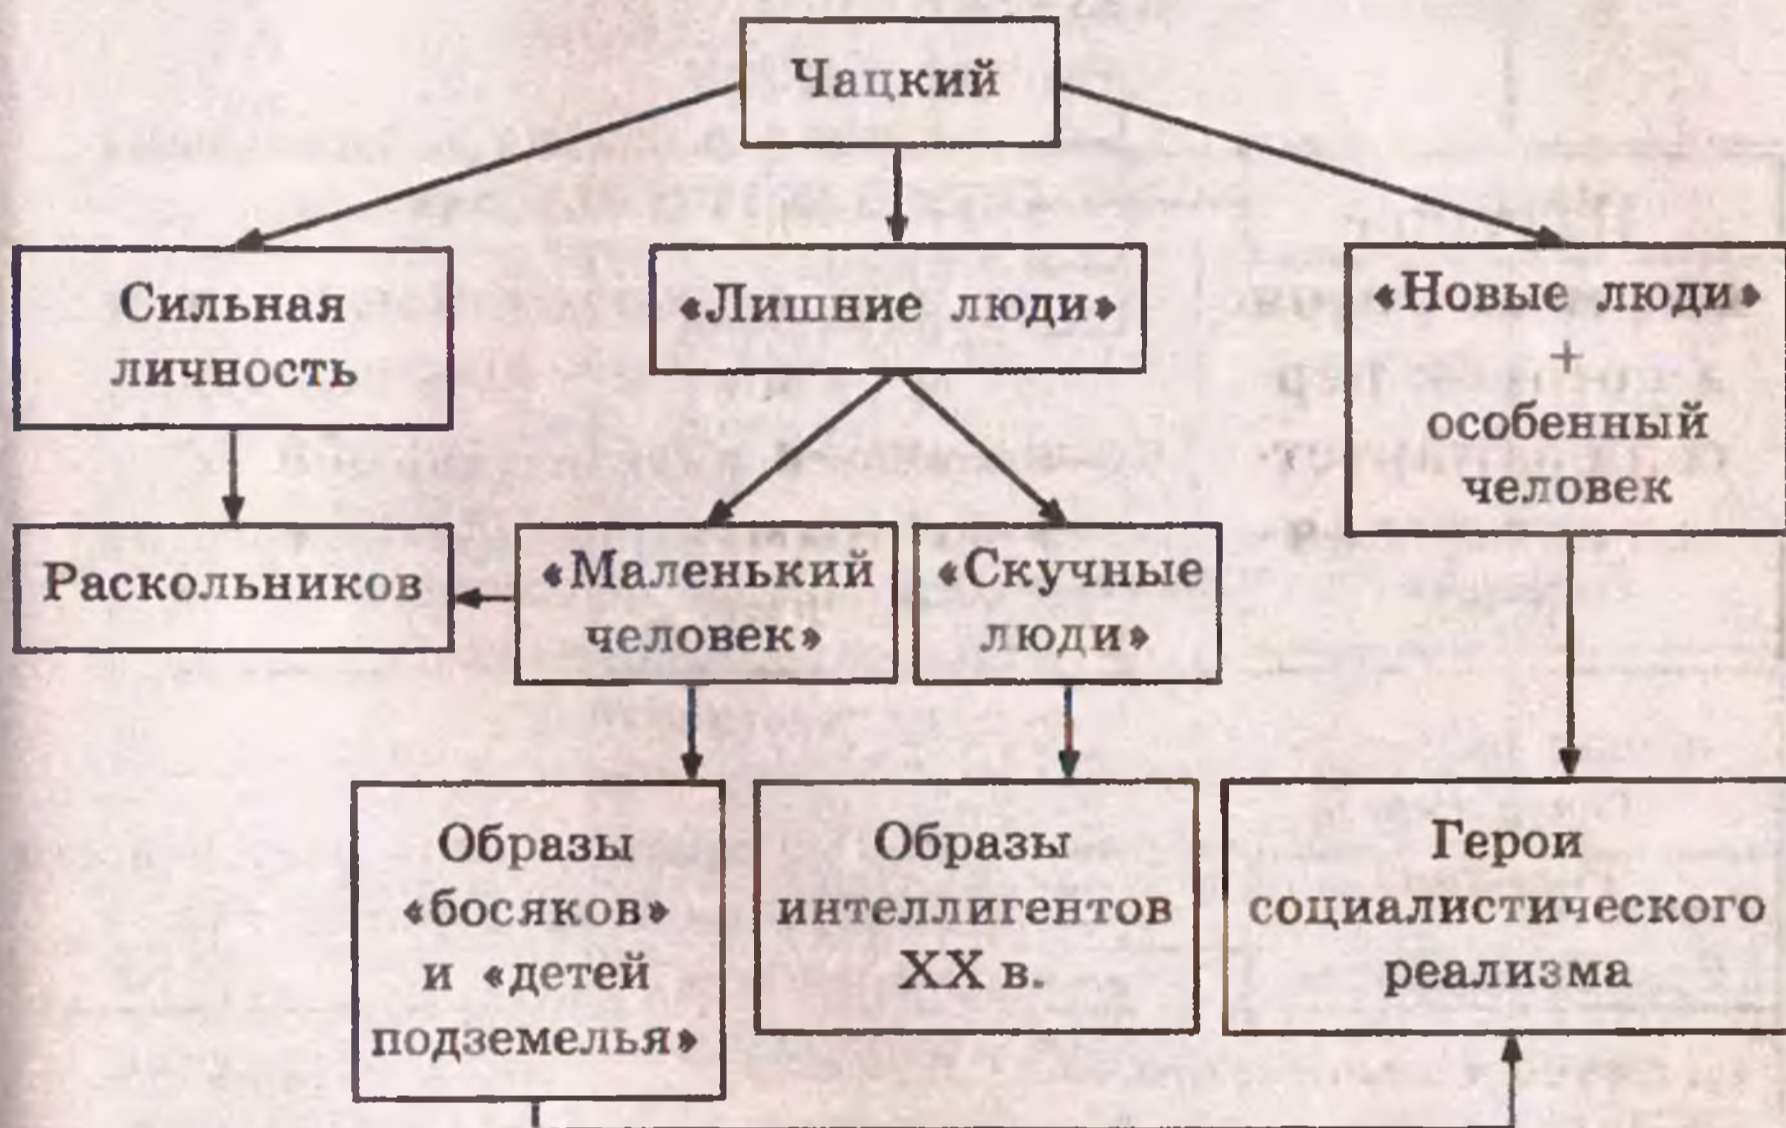 Чацкий
Сильная
личность
«Лишние люди»
«Новые люди»
+
особенный
человек
Раскольников
«Маленький
человек»
«Скучные
люди»
Образы
«босяков»
и «детей
подземелья»
Образы
интеллигентов
XX в.
Герои
социалистического
реализма